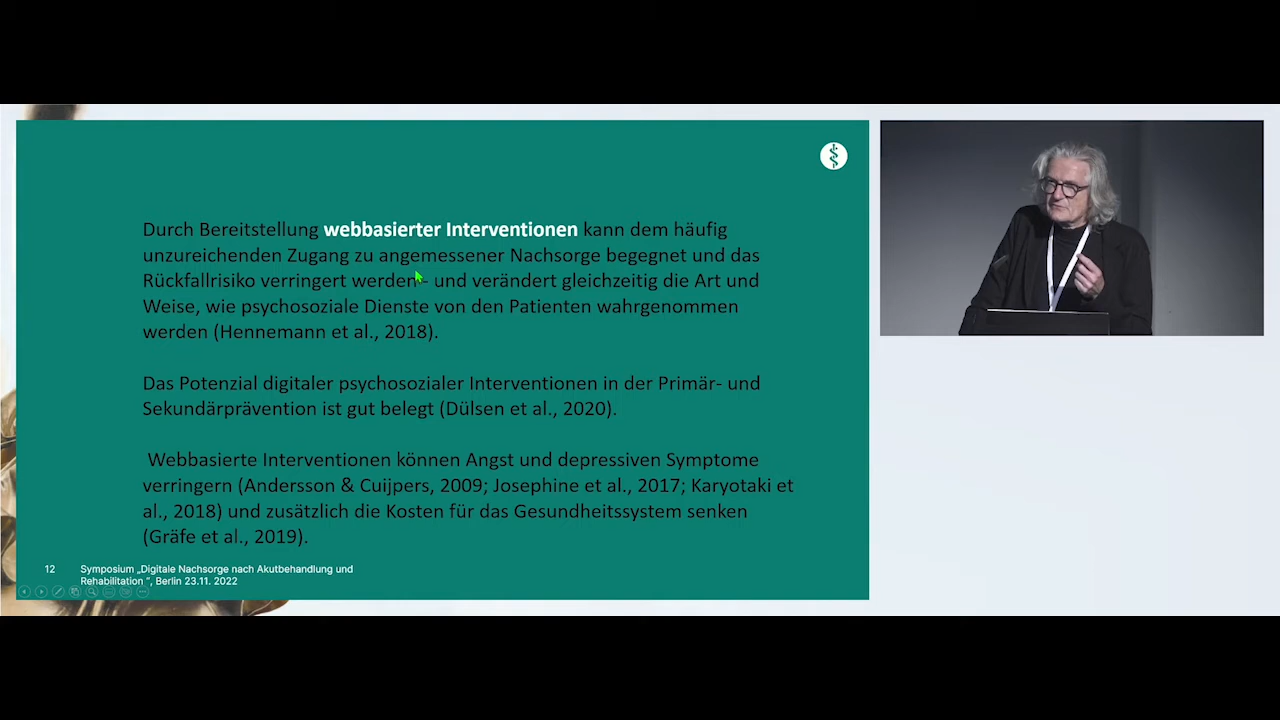 Durch Bereitstellung webbasierter Interventionen kann dem häufig
unzureichenden Zugang zu angemessener Nachsorge begegnet und das
Rückfallrisiko verringert werden - und verändert gleichzeitig die Art und
Weise, wie psychosoziale Dienste von den Patienten wahrgenommen
werden (Hennemann et al., 2018).
Das Potenzial digitaler psychosozialer Interventionen in der Primär- und
Sekundärprävention ist gut belegt (Dülsen et al., 2020).
Webbasierte Interventionen können Angst und depressiven Symptome
verringern (Andersson & Cuijpers, 2009; Josephine et al., 2017; Karyotaki et
al., 2018) und zusätzlich die Kosten für das Gesundheitssystem senken
(Gräfe et al., 2019).
12
Symposium „Digitale Nachsorge nach Akutbehandlung und
Rehabilitation “, Berlin 23.11. 2022